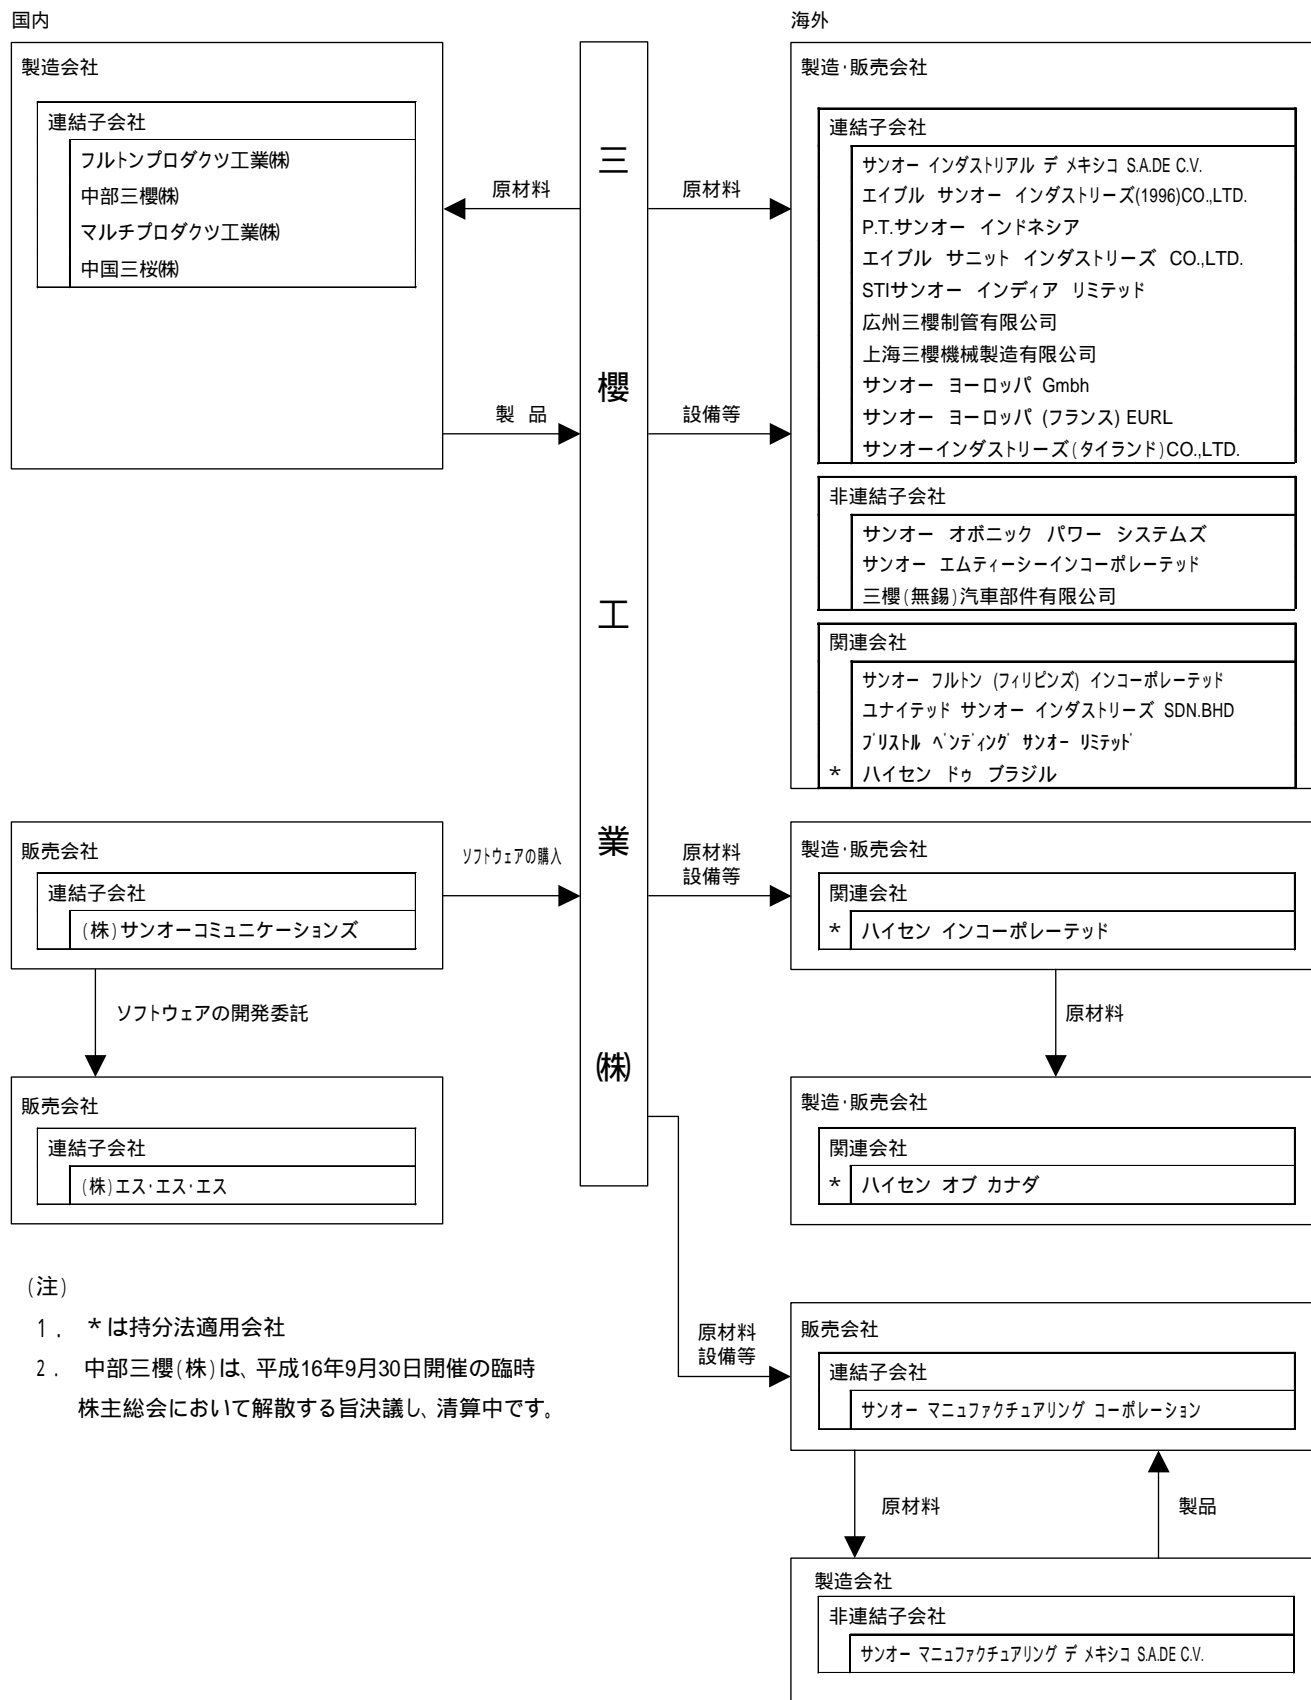 国内
製造会社
連結子会社
フルトンプロダクツ工業㈱
中部三櫻㈱
マルチプロダクツ工業㈱
中国三桜㈱
原材料
製 品
三櫻工業㈱
海外
製造・販売会社
連結子会社
サンオー インダストリアル デ メキシコ S.A.DE C.V.
エイブル サンオー インダストリーズ(1996)CO.,LTD.
P.T.サンオー インドネシア
エイブル サニット インダストリーズ CO.,LTD.
STIサンオー インディア リミテッド
広州三櫻制管有限公司
上海三櫻機械製造有限公司
サンオー ヨーロッパ Gmbh
サンオー ヨーロッパ (フランス) EURL
サンオーインダストリーズ(タイランド)CO.,LTD.
原材料
設備等
非連結子会社
サンオー オボニック パワー システムズ
サンオー エムティーシーインコーポレーテッド
三櫻(無錫)汽車部件有限公司
関連会社
サンオー フルトン (フィリピンズ) インコーポレーテッド
ユナイテッド サンオー インダストリーズ SDN.BHD
ブリストル ベンディング サンオー リミテッド
* ハイセン ドゥ ブラジル
販売会社
連結子会社
(株)サンオーコミュニケーションズ
ソフトウェアの購入
ソフトウェアの開発委託
販売会社
連結子会社
(株)エス・エス・エス
原材料
設備等
製造・販売会社
関連会社
* ハイセン インコーポレーテッド
原材料
製造・販売会社
関連会社
* ハイセン オブ カナダ
原材料
設備等
販売会社
連結子会社
サンオー マニュファクチュアリング コーポレーション
原材料
製品
製造会社
非連結子会社
サンオー マニュファクチュアリング デ メキシコ S.A.DE C.V.
(注)
1. *は持分法適用会社
2. 中部三櫻(株)は、平成16年9月30日開催の臨時
株主総会において解散する旨決議し、清算中です。